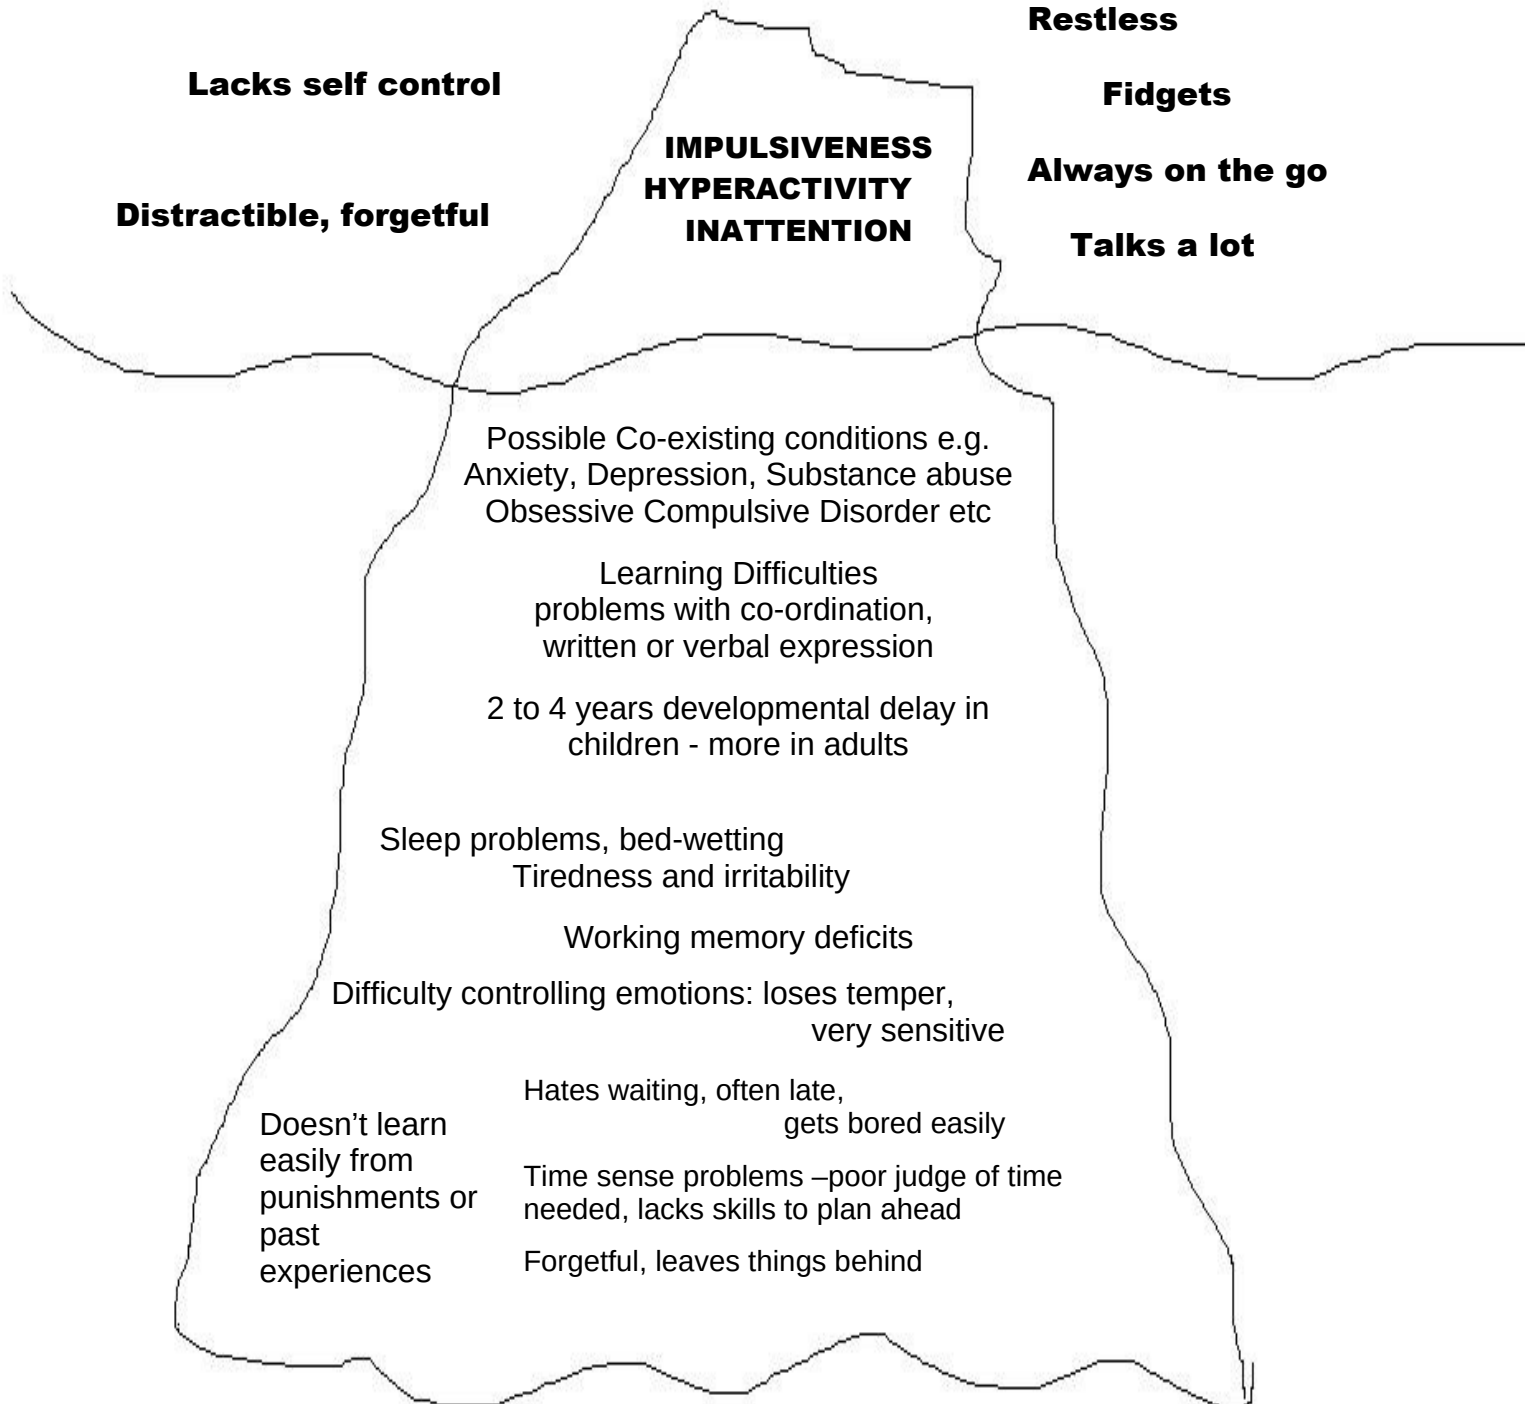 Restless
Lacks self control
Fidgets
IMPULSIVENESS
HYPERACTIVITY
INATTENTION
Always on the go
Distractible, forgetful
Talks a lot
Possible Co-existing conditions e.g.
Anxiety, Depression, Substance abuse
Obsessive Compulsive Disorder etc
Learning Difficulties
problems with co-ordination,
written or verbal expression
2 to 4 years developmental delay in
children - more in adults
Sleep problems, bed-wetting
Tiredness and irritability
Working memory deficits
Difficulty controlling emotions: loses temper,
very sensitive
Doesn’t learn
easily from
punishments or
past
experiences
Hates waiting, often late,
gets bored easily
Time sense problems –poor judge of time
needed, lacks skills to plan ahead
Forgetful, leaves things behind